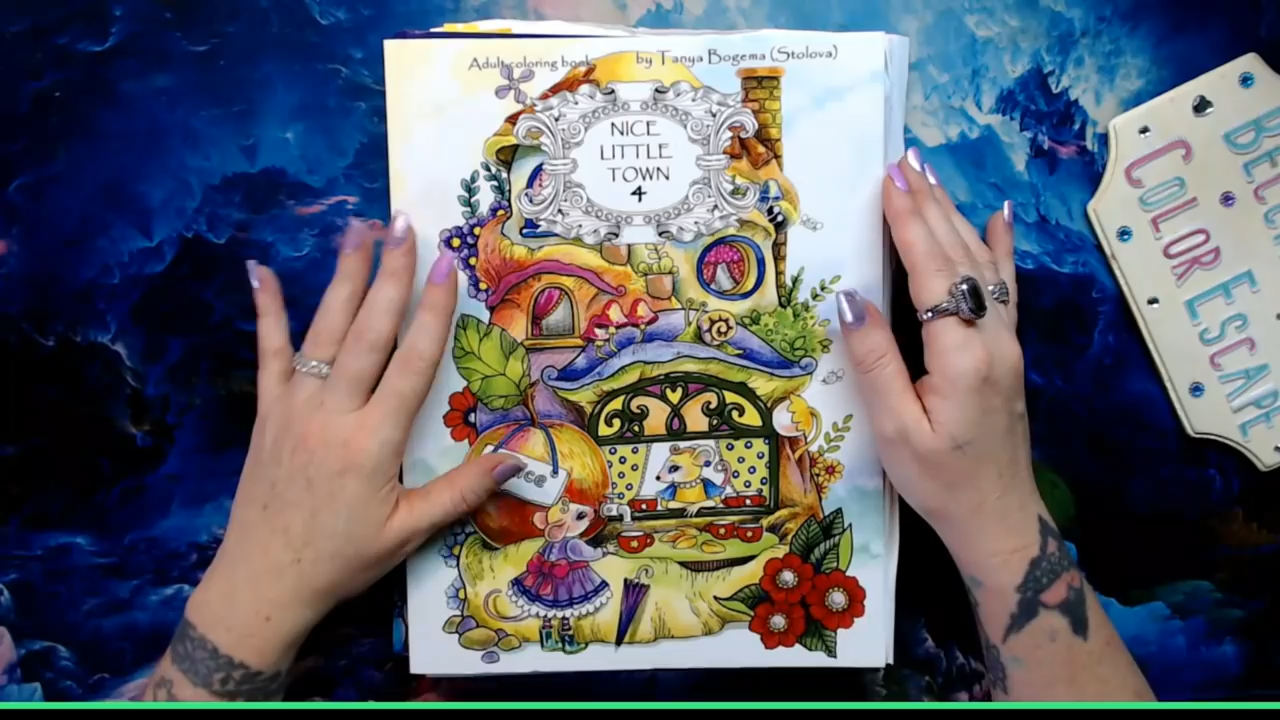 Adult coloring book by Tanya Bogema (Stolova)
NICE
LITTLE
TOWN
4
COLOR ESCAPE